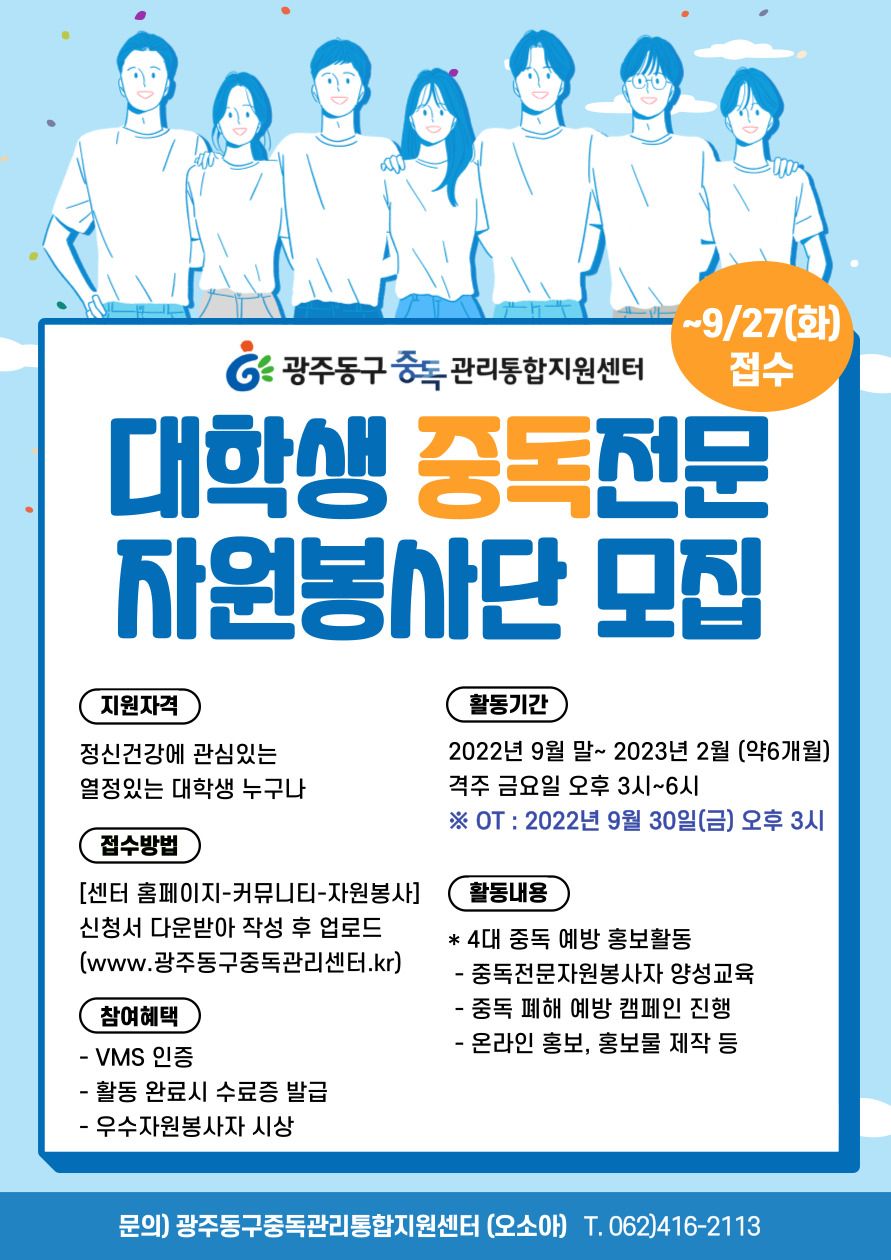 ~9/27(화)
접수
광주동구 중독 관리통합지원센터
대학생 중독전문
자원봉사단 모집
지원자격
정신건강에 관심있는
열정있는 대학생 누구나
접수방법
[센터 홈페이지-커뮤니티-자원봉사]
신청서 다운받아 작성 후 업로드
(www.광주동구중독관리센터.kr)
참여혜택
- VMS 인증
- 활동 완료시 수료증 발급
- 우수자원봉사자 시상
활동기간
2022년 9월 말~ 2023년 2월 (약6개월)
격주 금요일 오후 3시~6시
※ OT : 2022년 9월 30일(금) 오후 3시
활동내용
* 4대 중독 예방 홍보활동
- 중독전문자원봉사자 양성교육
- 중독 폐해 예방 캠페인 진행
- 온라인 홍보, 홍보물 제작 등
문의) 광주동구중독관리통합지원센터 (오소아) T. 062)416-2113